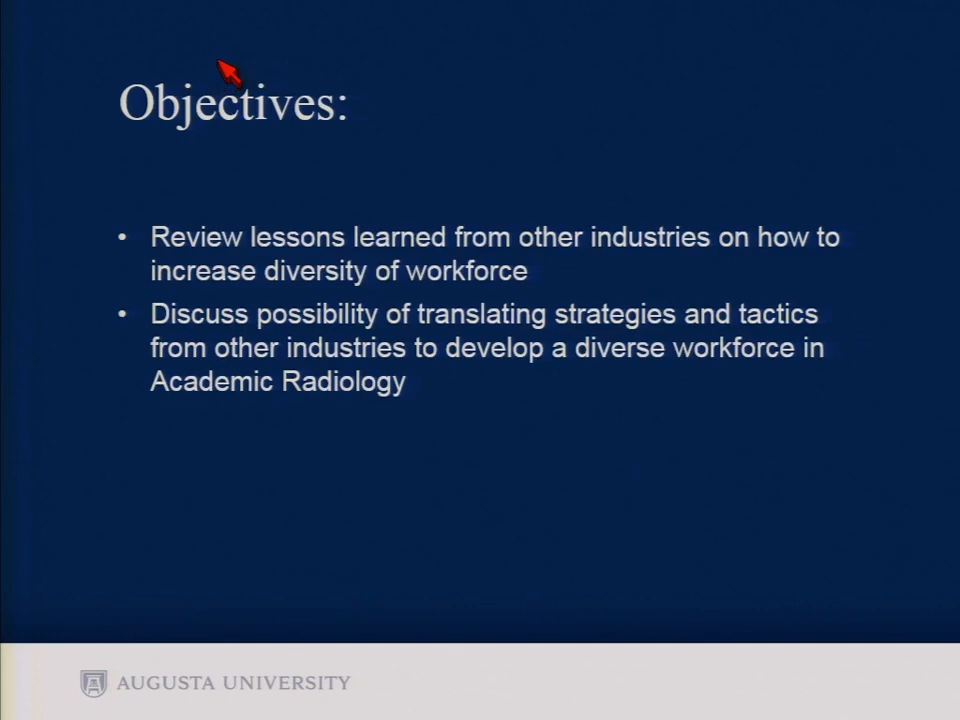 Objectives:
• Review lessons learned from other industries on how to
increase diversity of workforce
• Discuss possibility of translating strategies and tactics
from other industries to develop a diverse workforce in
Academic Radiology
AUGUSTA UNIVERSITY